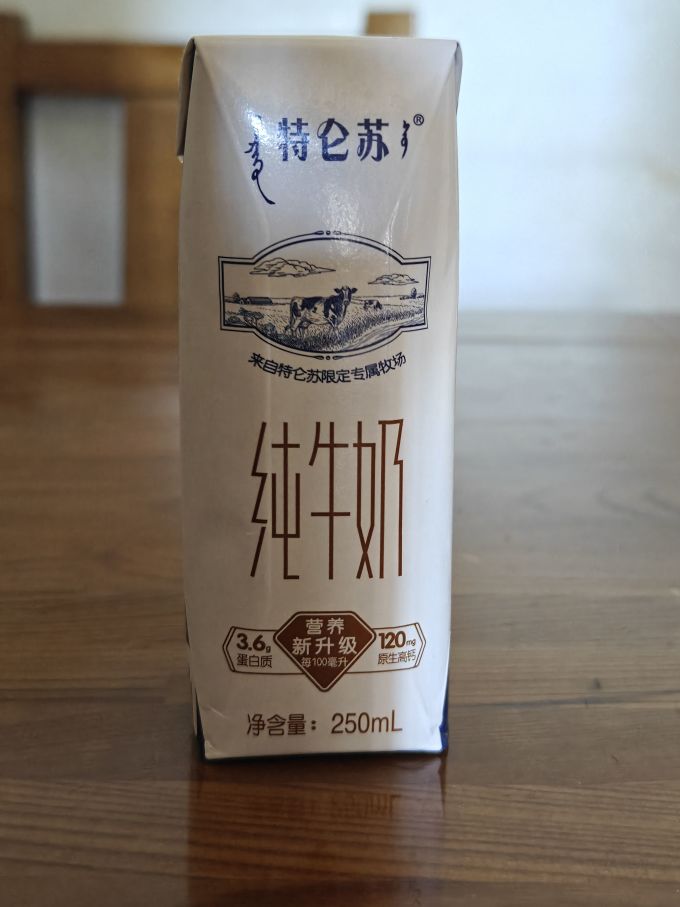 特仑苏®
来自特仑苏限定专属牧场
纯牛奶
3.6g
蛋白质
营养
新升级
每100毫升
120mg
原生高钙
净含量：250mL